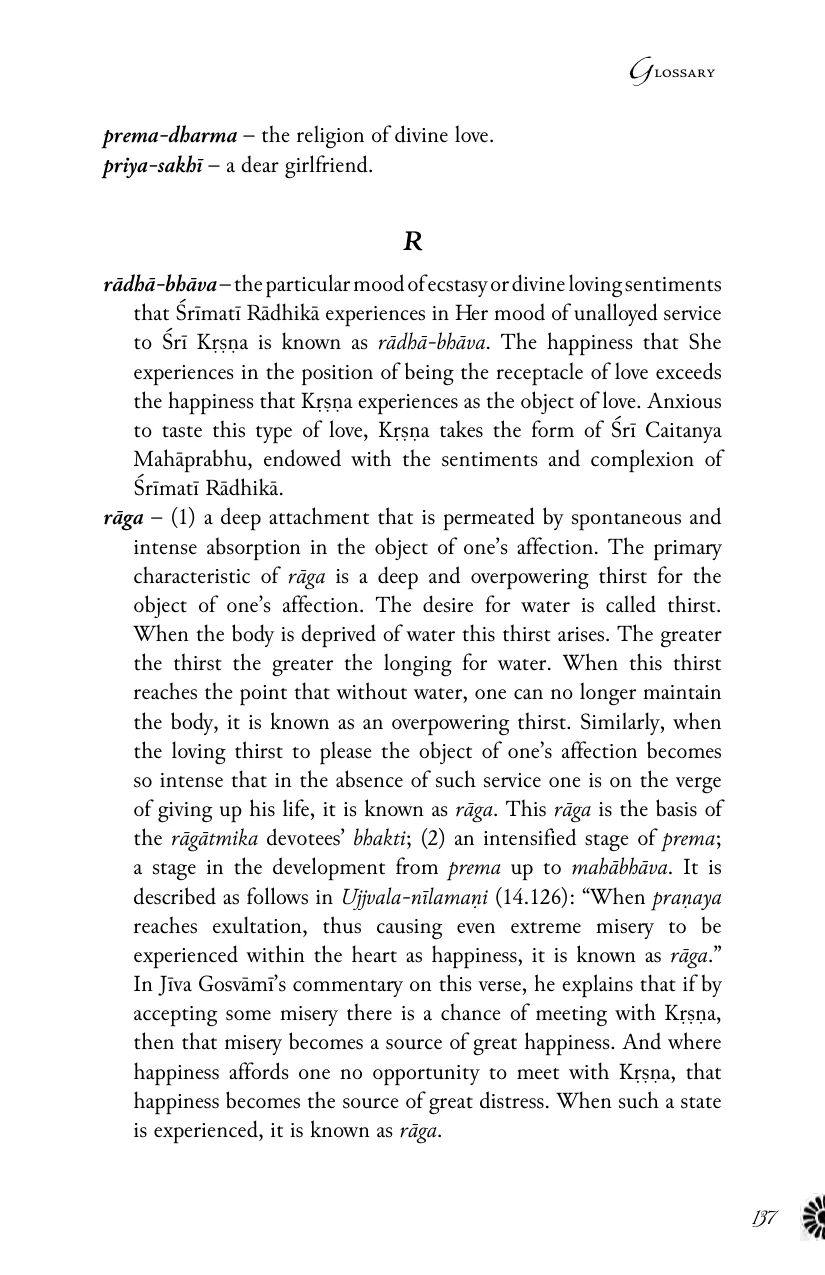 Glossary
prema-dharma – the religion of divine love.
priya-sakhī – a dear girlfriend.
R
rādhā-bhāva – the particular mood of ecstasy or divine loving sentiments
that Śrīmatī Rādhikā experiences in Her mood of unalloyed service
to Śrī Kṛṣṇa is known as rādhā-bhāva. The happiness that She
experiences in the position of being the receptacle of love exceeds
the happiness that Kṛṣṇa experiences as the object of love. Anxious
to taste this type of love, Kṛṣṇa takes the form of Śrī Caitanya
Mahāprabhu, endowed with the sentiments and complexion of
Śrīmatī Rādhikā.
rāga – (1) a deep attachment that is permeated by spontaneous and
intense absorption in the object of one’s affection. The primary
characteristic of rāga is a deep and overpowering thirst for the
object of one’s affection. The desire for water is called thirst.
When the body is deprived of water this thirst arises. The greater
the thirst the greater the longing for water. When this thirst
reaches the point that without water, one can no longer maintain
the body, it is known as an overpowering thirst. Similarly, when
the loving thirst to please the object of one’s affection becomes
so intense that in the absence of such service one is on the verge
of giving up his life, it is known as rāga. This rāga is the basis of
the rāgātmika devotees’ bhakti; (2) an intensified stage of prema;
a stage in the development from prema up to mahābhāva. It is
described as follows in Ujjvala-nīlamaṇi (14.126): “When praṇaya
reaches exultation, thus causing even extreme misery to be
experienced within the heart as happiness, it is known as rāga.”
In Jīva Gosvāmī’s commentary on this verse, he explains that if by
accepting some misery there is a chance of meeting with Kṛṣṇa,
then that misery becomes a source of great happiness. And where
happiness affords one no opportunity to meet with Kṛṣṇa, that
happiness becomes the source of great distress. When such a state
is experienced, it is known as rāga.
137